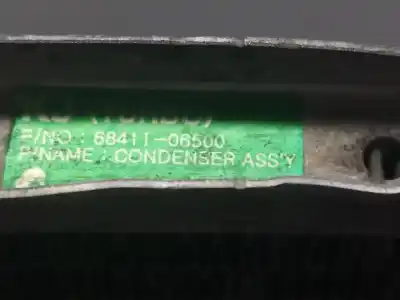 P/NO : 68411-06500
P/NAME : CONDENSER ASS'Y